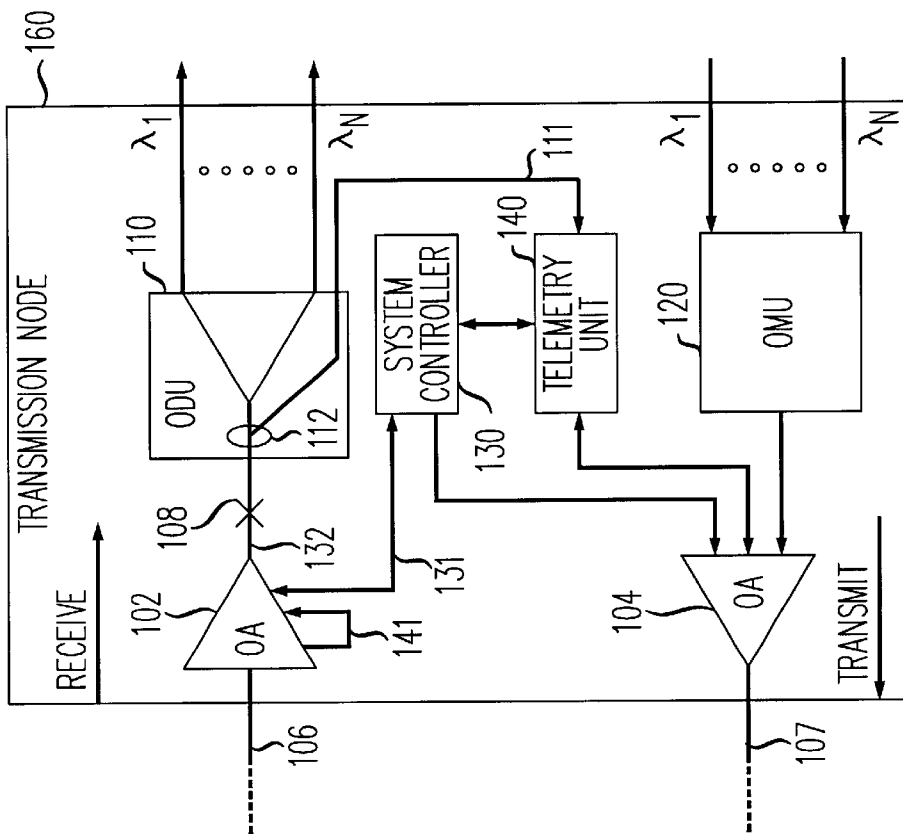 TRANSMISSION NODE
160
RECEIVE
102
OA
141
106
132
108
131
110
ODU
112
λ1
λN
111
SYSTEM
CONTROLLER
130
140
TELEMETRY
UNIT
120
OMU
λ1
λN
104
OA
107
TRANSMIT